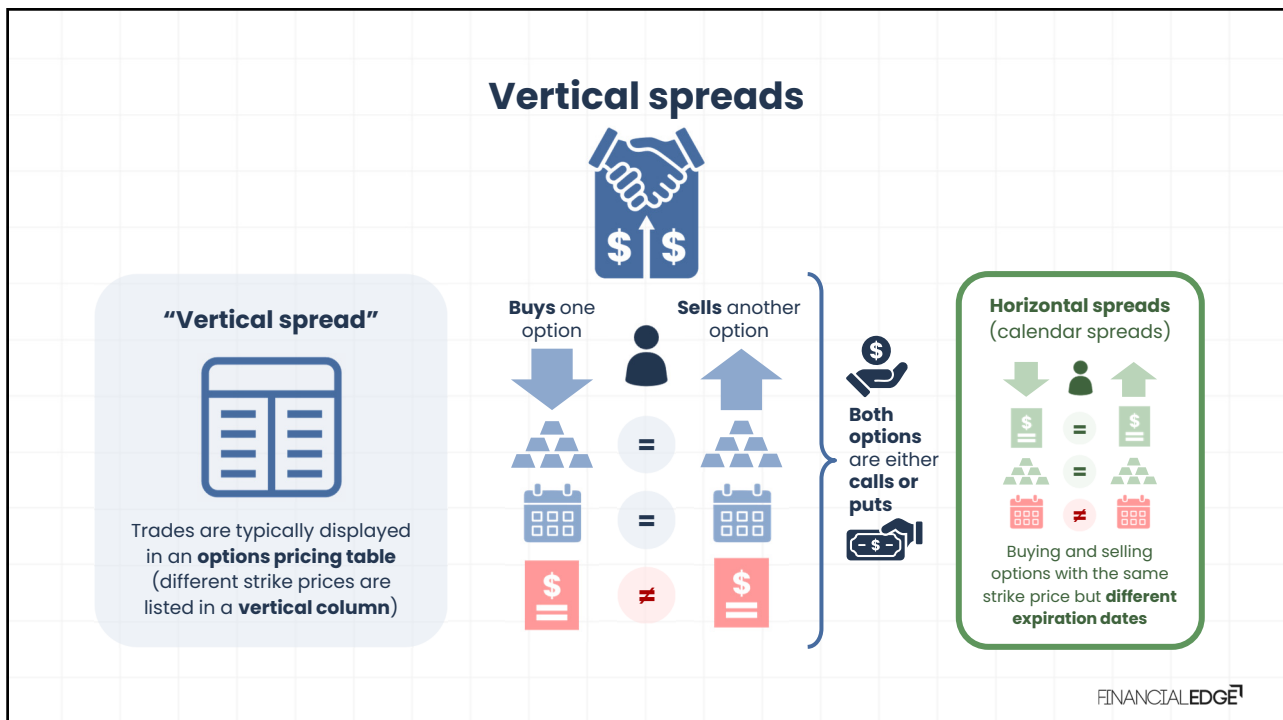 Vertical spreads
$ $
“Vertical spread”
Trades are typically displayed
in an options pricing table
(different strike prices are
listed in a vertical column)
Buys one
option
Sells another
option
=
=
$
≠
$
$
Both
options
are either
calls or
puts
$
Horizontal spreads
(calendar spreads)
$
=
$
=
≠
Buying and selling
options with the same
strike price but different
expiration dates
FINANCIALEDGE